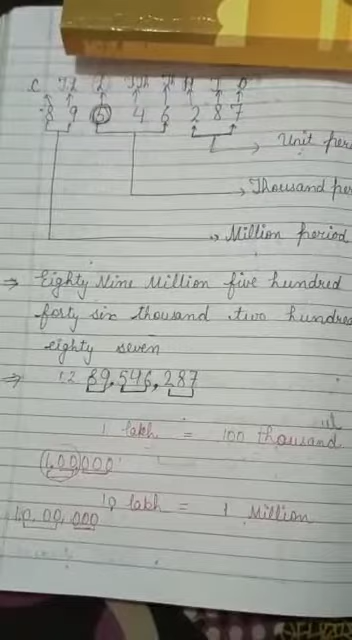 C TL L TTh Th H T O
8 9 5 4 6 2 8 7
Unit per
Thousand per
Million period
⇒ Eighty Nine Million five hundred
forty six thousand two hundred
eighty seven
⇒ 89,546,287
1 lakh = 100 thousand
1,00,000
10 lakh = 1 Million
10,00,000